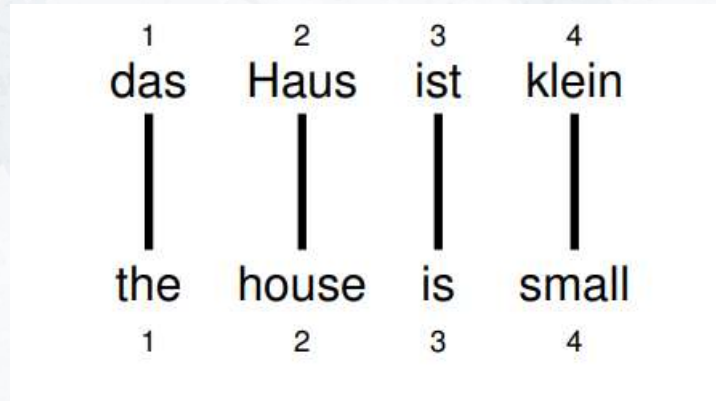 1 2 3 4
das Haus ist klein
the house is small
1 2 3 4